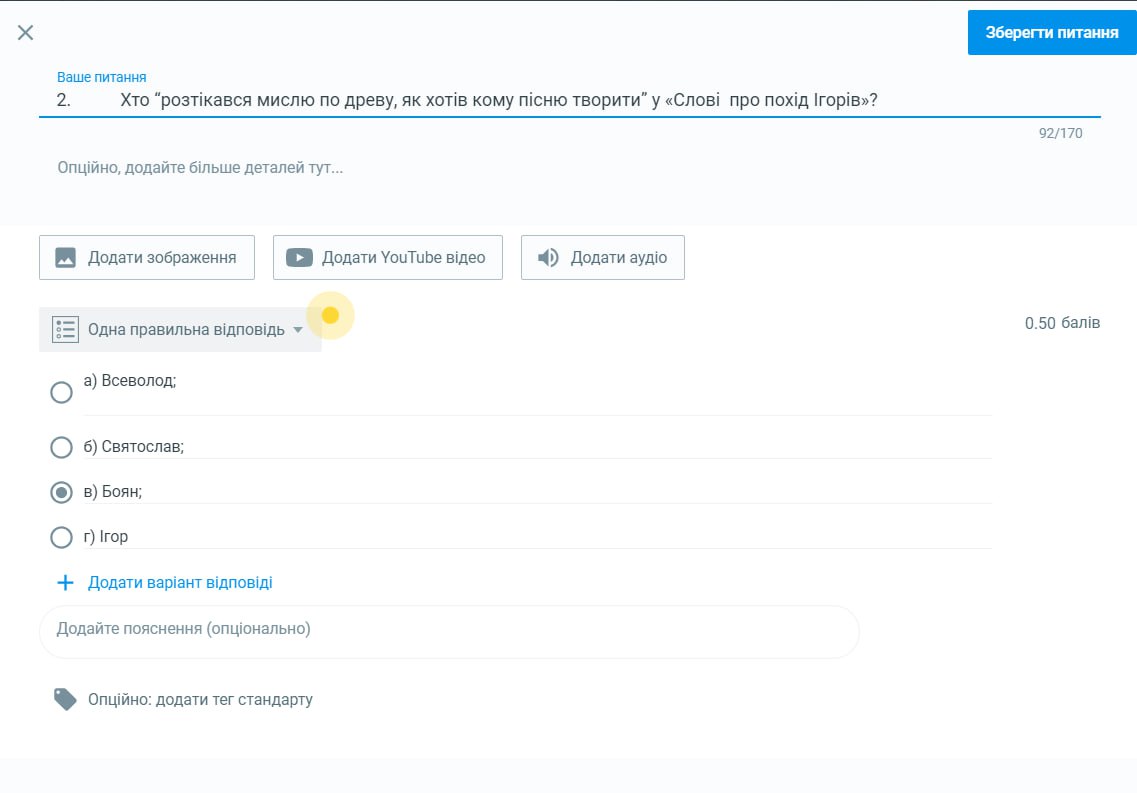 Зберегти питання
Ваше питання
2. Хто “розтікався мислю по древу, як хотів кому пісню творити” у «Слові про похід Ігорів»?
92/170
Опційно, додайте більше деталей тут...
Додати зображення Додати YouTube відео Додати аудіо
Одна правильна відповідь 0.50 балів
а) Всеволод;
б) Святослав;
в) Боян;
г) Ігор
Додати варіант відповіді
Додайте пояснення (опціонально)
Опційно: додати тег стандарту